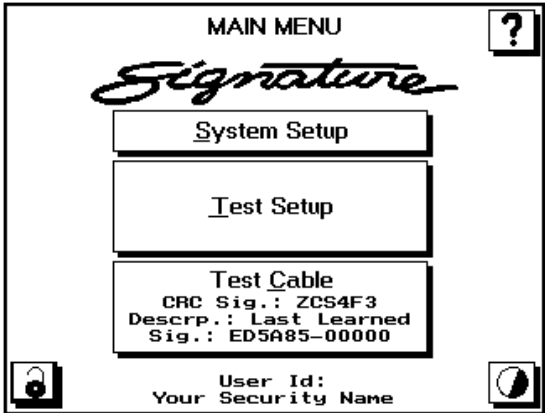 MAIN MENU
?
Signature
System Setup
Test Setup
Test Cable
CRC Sig.: ZCS4F3
Descrp.: Last Learned
Sig.: ED5A85-00000
User Id:
Your Security Name